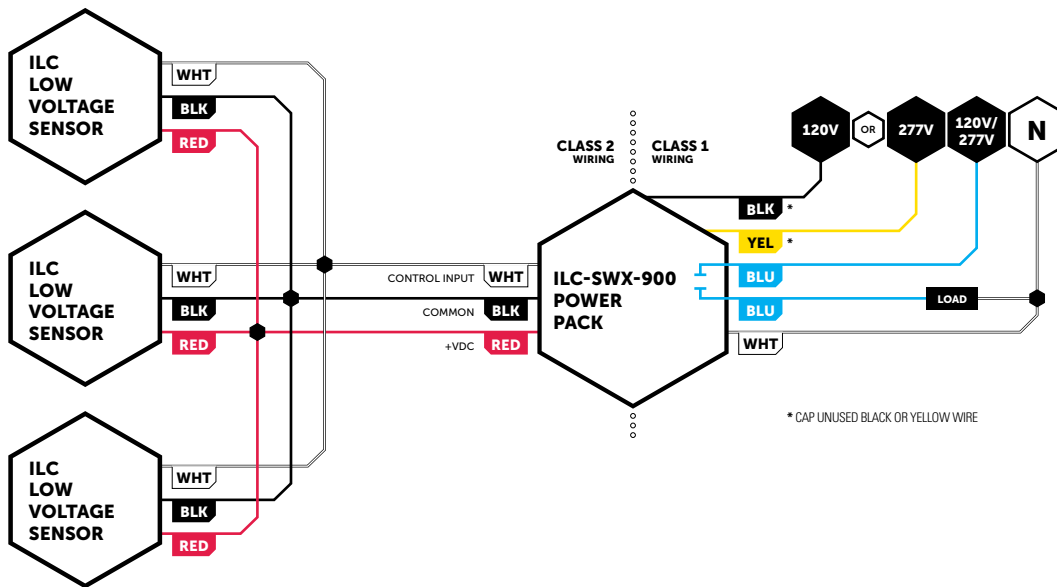 ILC
LOW
VOLTAGE
SENSOR
WHT
BLK
RED
ILC
LOW
VOLTAGE
SENSOR
WHT
BLK
RED
ILC
LOW
VOLTAGE
SENSOR
WHT
BLK
RED
CONTROL INPUT WHT
COMMON BLK
+VDC RED
CLASS 2
WIRING
CLASS 1
WIRING
ILC-SWX-900
POWER
PACK
120V OR 277V 120V/
277V
N
BLK *
YEL *
BLU
BLU LOAD
WHT
* CAP UNUSED BLACK OR YELLOW WIRE